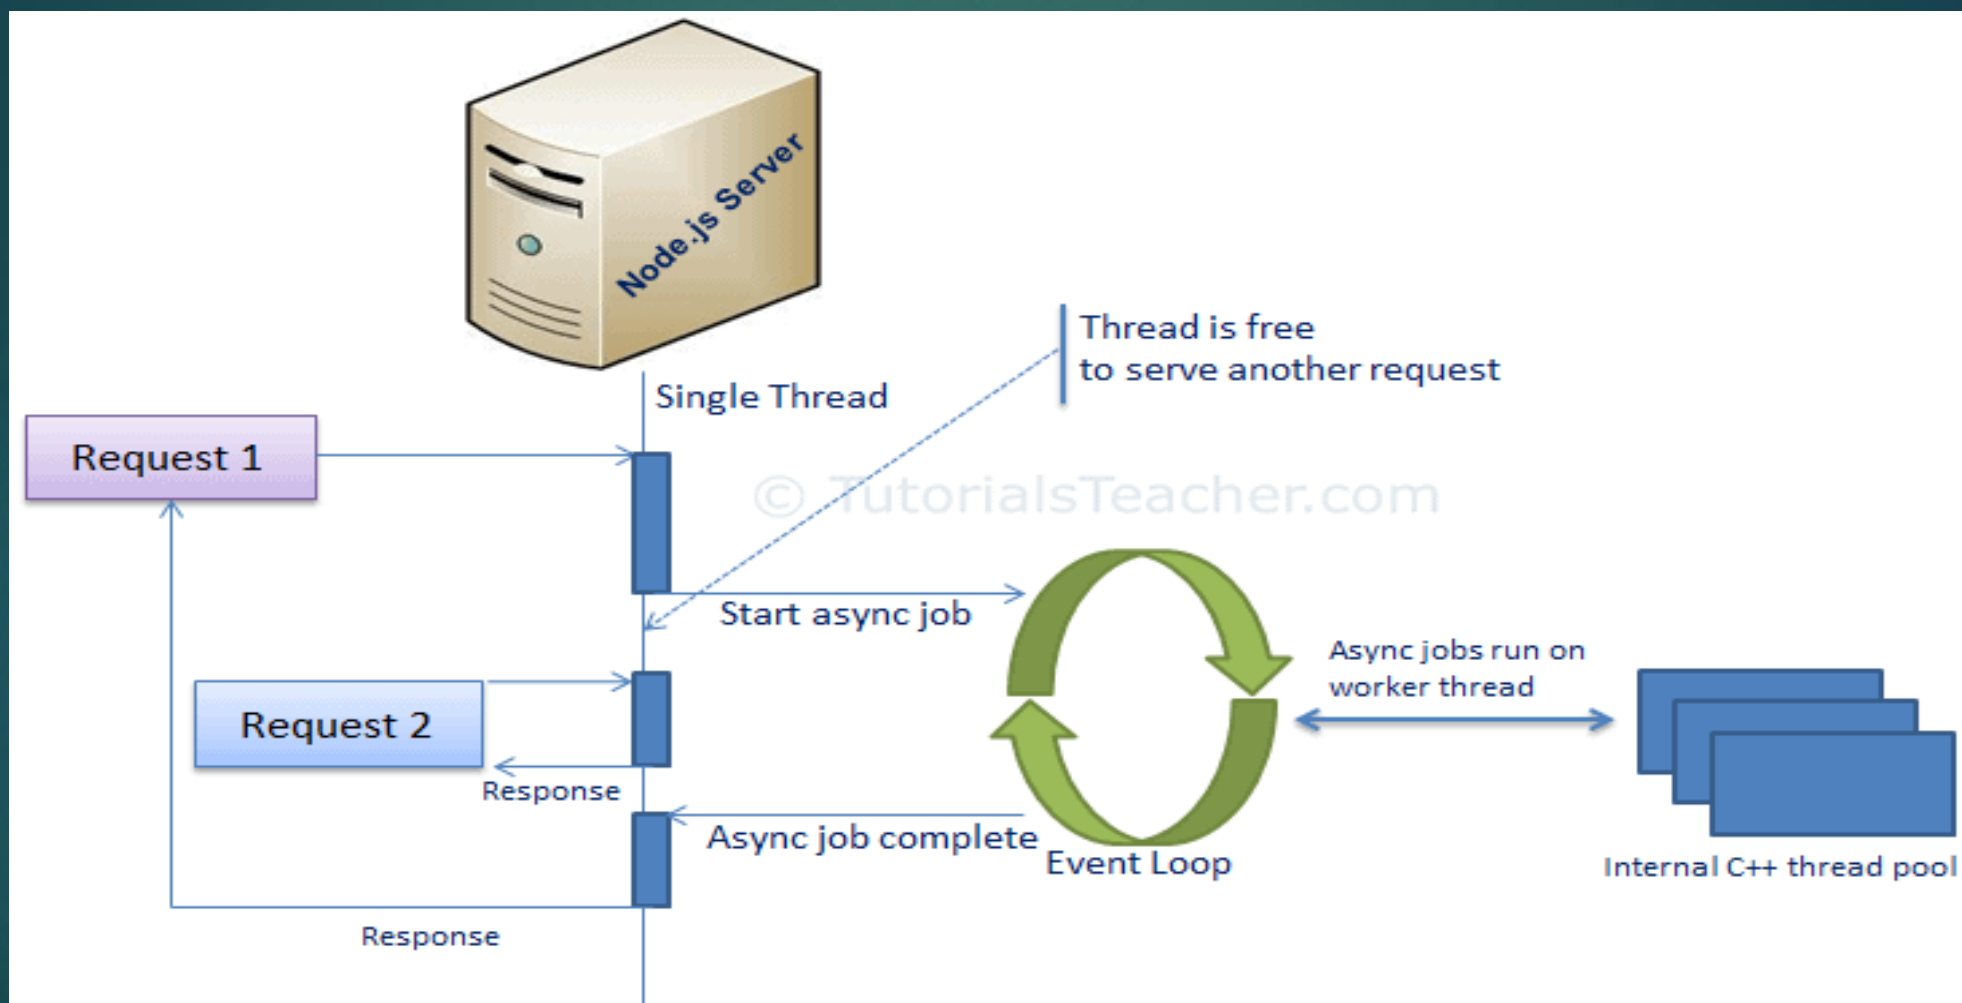 Node.js Server
Thread is free
to serve another request
Single Thread
Request 1
© TutorialsTeacher.com
Start async job
Async jobs run on
worker thread
Request 2
Response
Async job complete
Event Loop
Internal C++ thread pool
Response